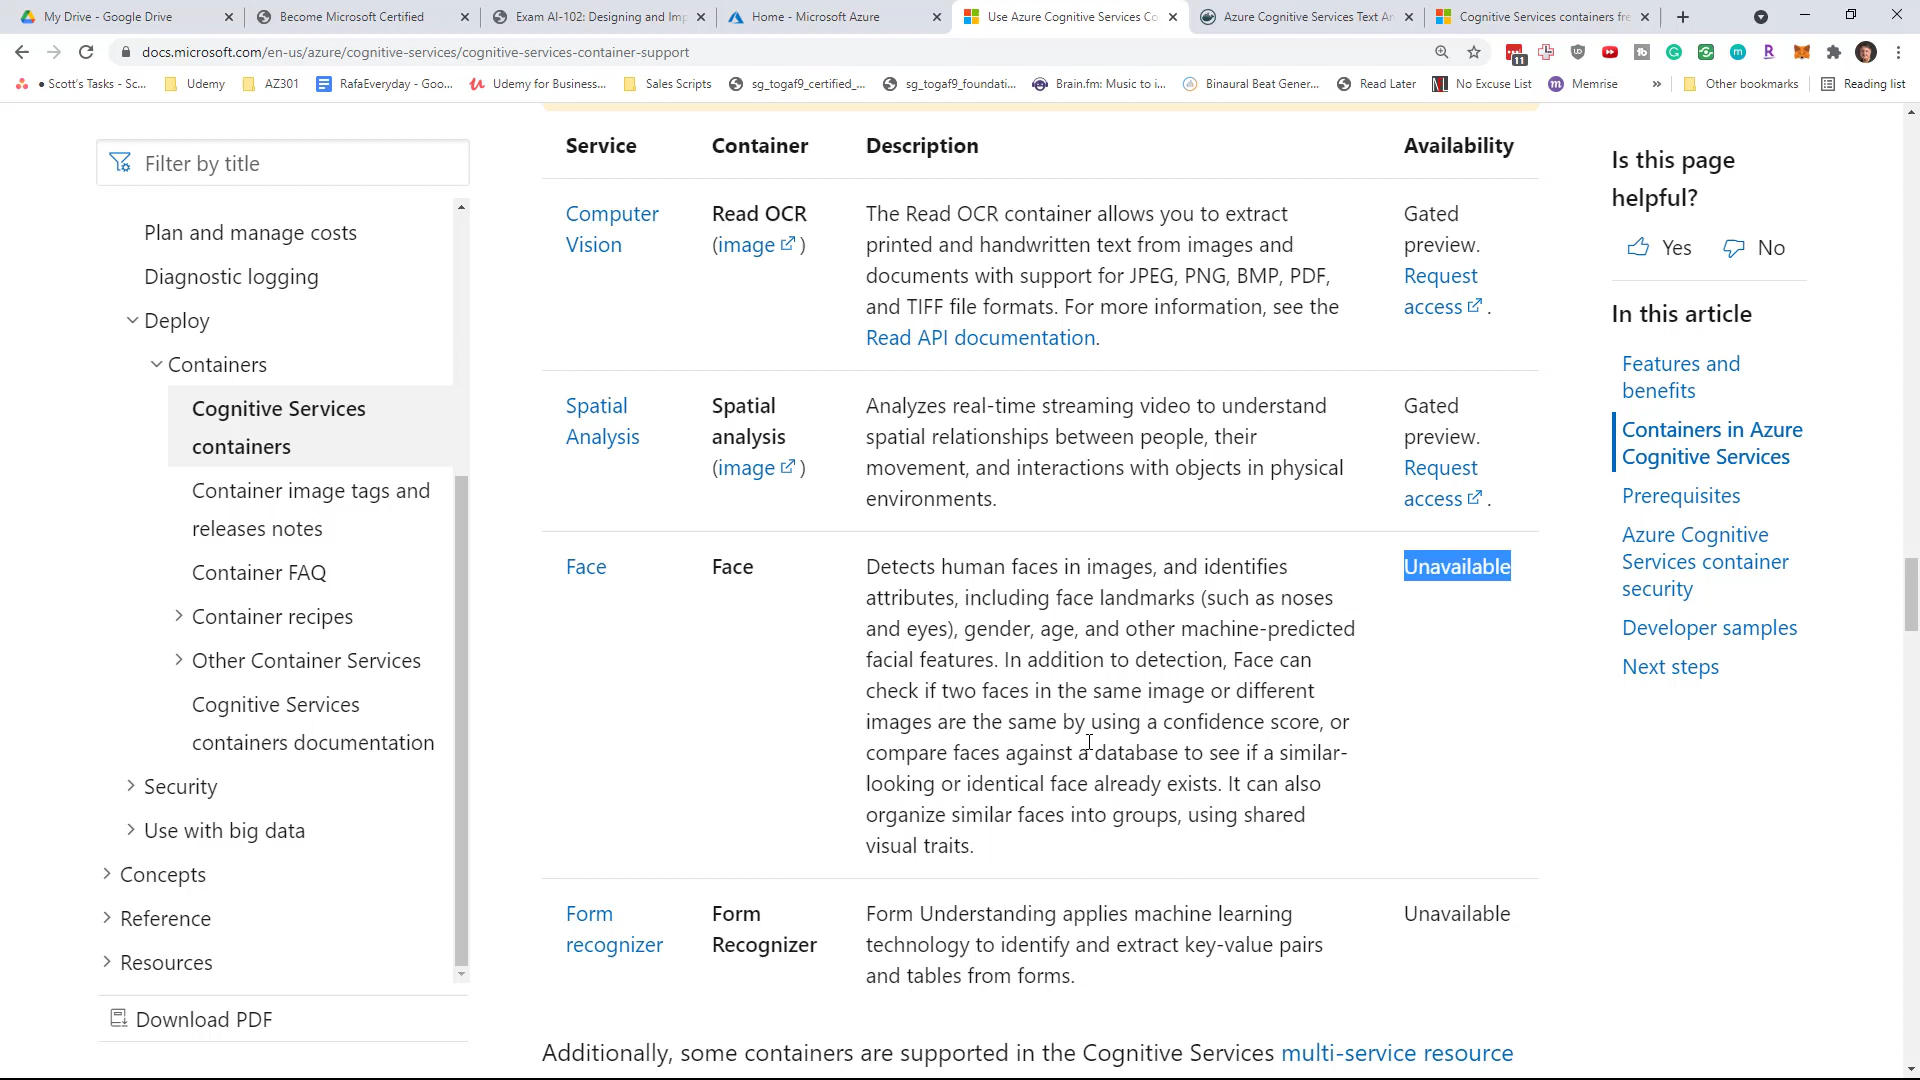 My Drive - Google Drive
Become Microsoft Certified
Exam AI-102: Designing and Imp
Home - Microsoft Azure
Use Azure Cognitive Services Co
Azure Cognitive Services Text An
Cognitive Services containers fre
docs.microsoft.com/en-us/azure/cognitive-services/cognitive-services-container-support
11
• Scott's Tasks - Sc...
Udemy
AZ301
RafaEveryday - Goo...
Udemy for Business...
Sales Scripts
sg_togaf9_certified_...
sg_togaf9_foundati...
Brain.fm: Music to i...
Binaural Beat Gener...
Read Later
No Excuse List
Memrise
»
Other bookmarks
Reading list
Filter by title
Plan and manage costs
Diagnostic logging
Deploy
Containers
Cognitive Services
containers
Container image tags and
releases notes
Container FAQ
Container recipes
Other Container Services
Cognitive Services
containers documentation
Security
Use with big data
Concepts
Reference
Resources
Download PDF
Service Container Description Availability
Computer
Vision
Read OCR
(image )
The Read OCR container allows you to extract
printed and handwritten text from images and
documents with support for JPEG, PNG, BMP, PDF,
and TIFF file formats. For more information, see the
Read API documentation.
Gated
preview.
Request
access .
Spatial
Analysis
Spatial
analysis
(image )
Analyzes real-time streaming video to understand
spatial relationships between people, their
movement, and interactions with objects in physical
environments.
Gated
preview.
Request
access .
Face
Face
Detects human faces in images, and identifies
attributes, including face landmarks (such as noses
and eyes), gender, age, and other machine-predicted
facial features. In addition to detection, Face can
check if two faces in the same image or different
images are the same by using a confidence score, or
compare faces against a database to see if a similar-
looking or identical face already exists. It can also
organize similar faces into groups, using shared
visual traits.
Unavailable
Form
recognizer
Form
Recognizer
Form Understanding applies machine learning
technology to identify and extract key-value pairs
and tables from forms.
Unavailable
Additionally, some containers are supported in the Cognitive Services multi-service resource
Is this page
helpful?
Yes No
In this article
Features and
benefits
Containers in Azure
Cognitive Services
Prerequisites
Azure Cognitive
Services container
security
Developer samples
Next steps